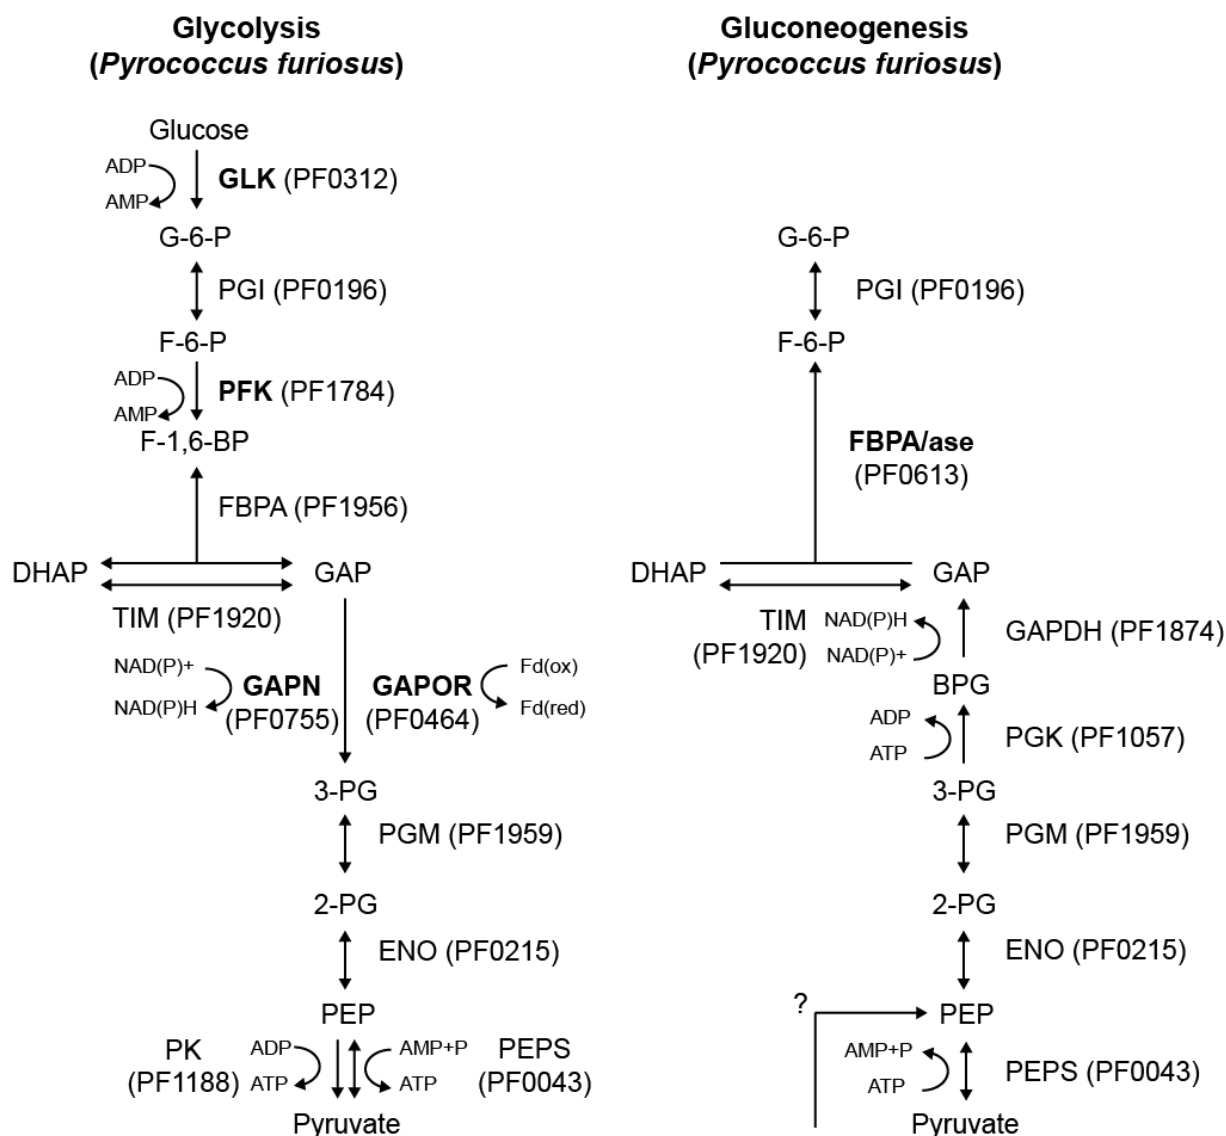 Glycolysis
(Pyrococcus furiosus)
Glucose
ADP
GLK (PF0312)
AMP
G-6-P
PGI (PF0196)
F-6-P
ADP
PFK (PF1784)
AMP
F-1,6-BP
FBPA (PF1956)
DHAP
GAP
TIM (PF1920)
NAD(P)+
NAD(P)H
GAPN
(PF0755)
GAPOR
(PF0464)
Fd(ox)
Fd(red)
3-PG
PGM (PF1959)
2-PG
ENO (PF0215)
PEP
PK
(PF1188)
ADP
ATP
AMP+P
ATP
PEPS
(PF0043)
Pyruvate
Gluconeogenesis
(Pyrococcus furiosus)
G-6-P
PGI (PF0196)
F-6-P
FBPA/ase
(PF0613)
DHAP
GAP
TIM
(PF1920)
NAD(P)H
NAD(P)+
GAPDH (PF1874)
BPG
ADP
ATP
PGK (PF1057)
3-PG
PGM (PF1959)
2-PG
ENO (PF0215)
?
PEP
AMP+P
ATP
PEPS (PF0043)
Pyruvate